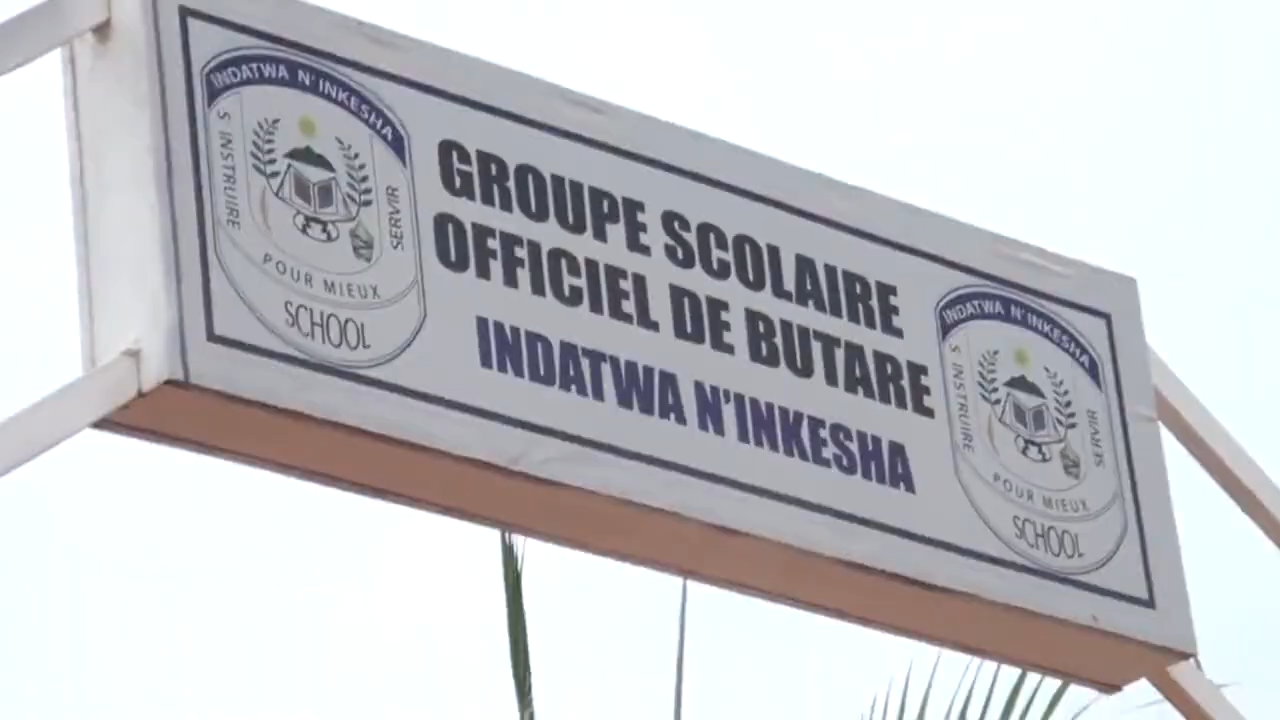 INDATWA N'INKESHA
S'INSTRUIRE
POUR MIEUX
SERVIR
SCHOOL
GROUPE SCOLAIRE
OFFICIEL DE BUTARE
INDATWA N'INKESHA
INDATWA N'INKESHA
S'INSTRUIRE
POUR MIEUX
SERVIR
SCHOOL